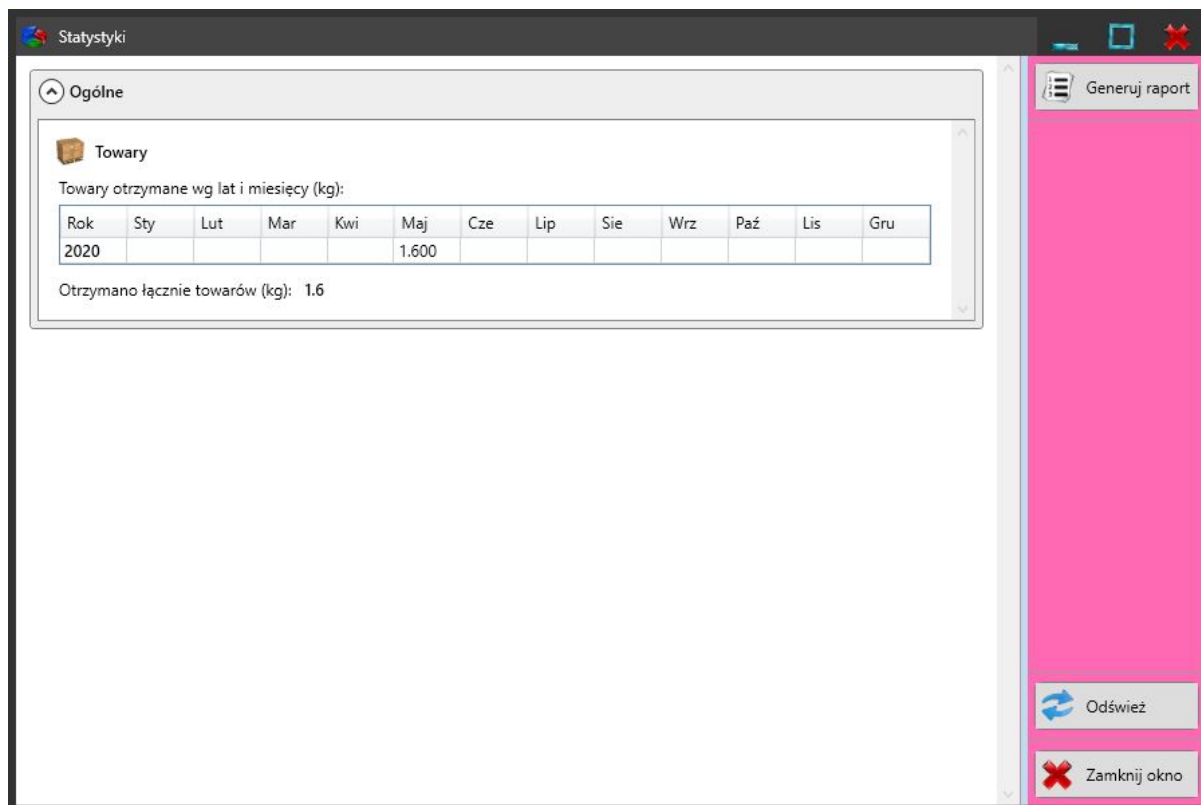 Statystyki
Generuj raport
Ogólne
Towary
Towary otrzymane wg lat i miesięcy (kg):
Rok Sty Lut Mar Kwi Maj Cze Lip Sie Wrz Paź Lis Gru
2020 1.600
Otrzymano łącznie towarów (kg): 1.6
Odśwież
Zamknij okno